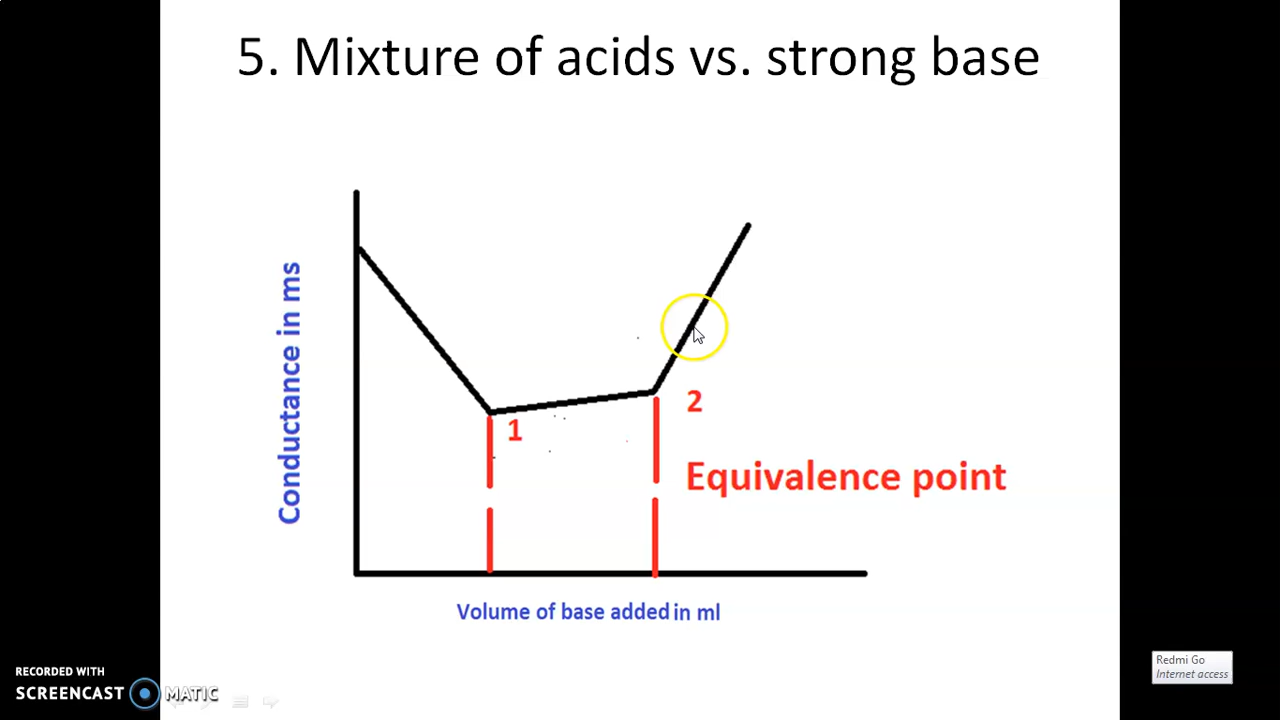 5. Mixture of acids vs. strong base
Conductance in ms
1
2
Equivalence point
Volume of base added in ml
RECORDED WITH
SCREENCAST MATIC
Redmi Go
Internet access